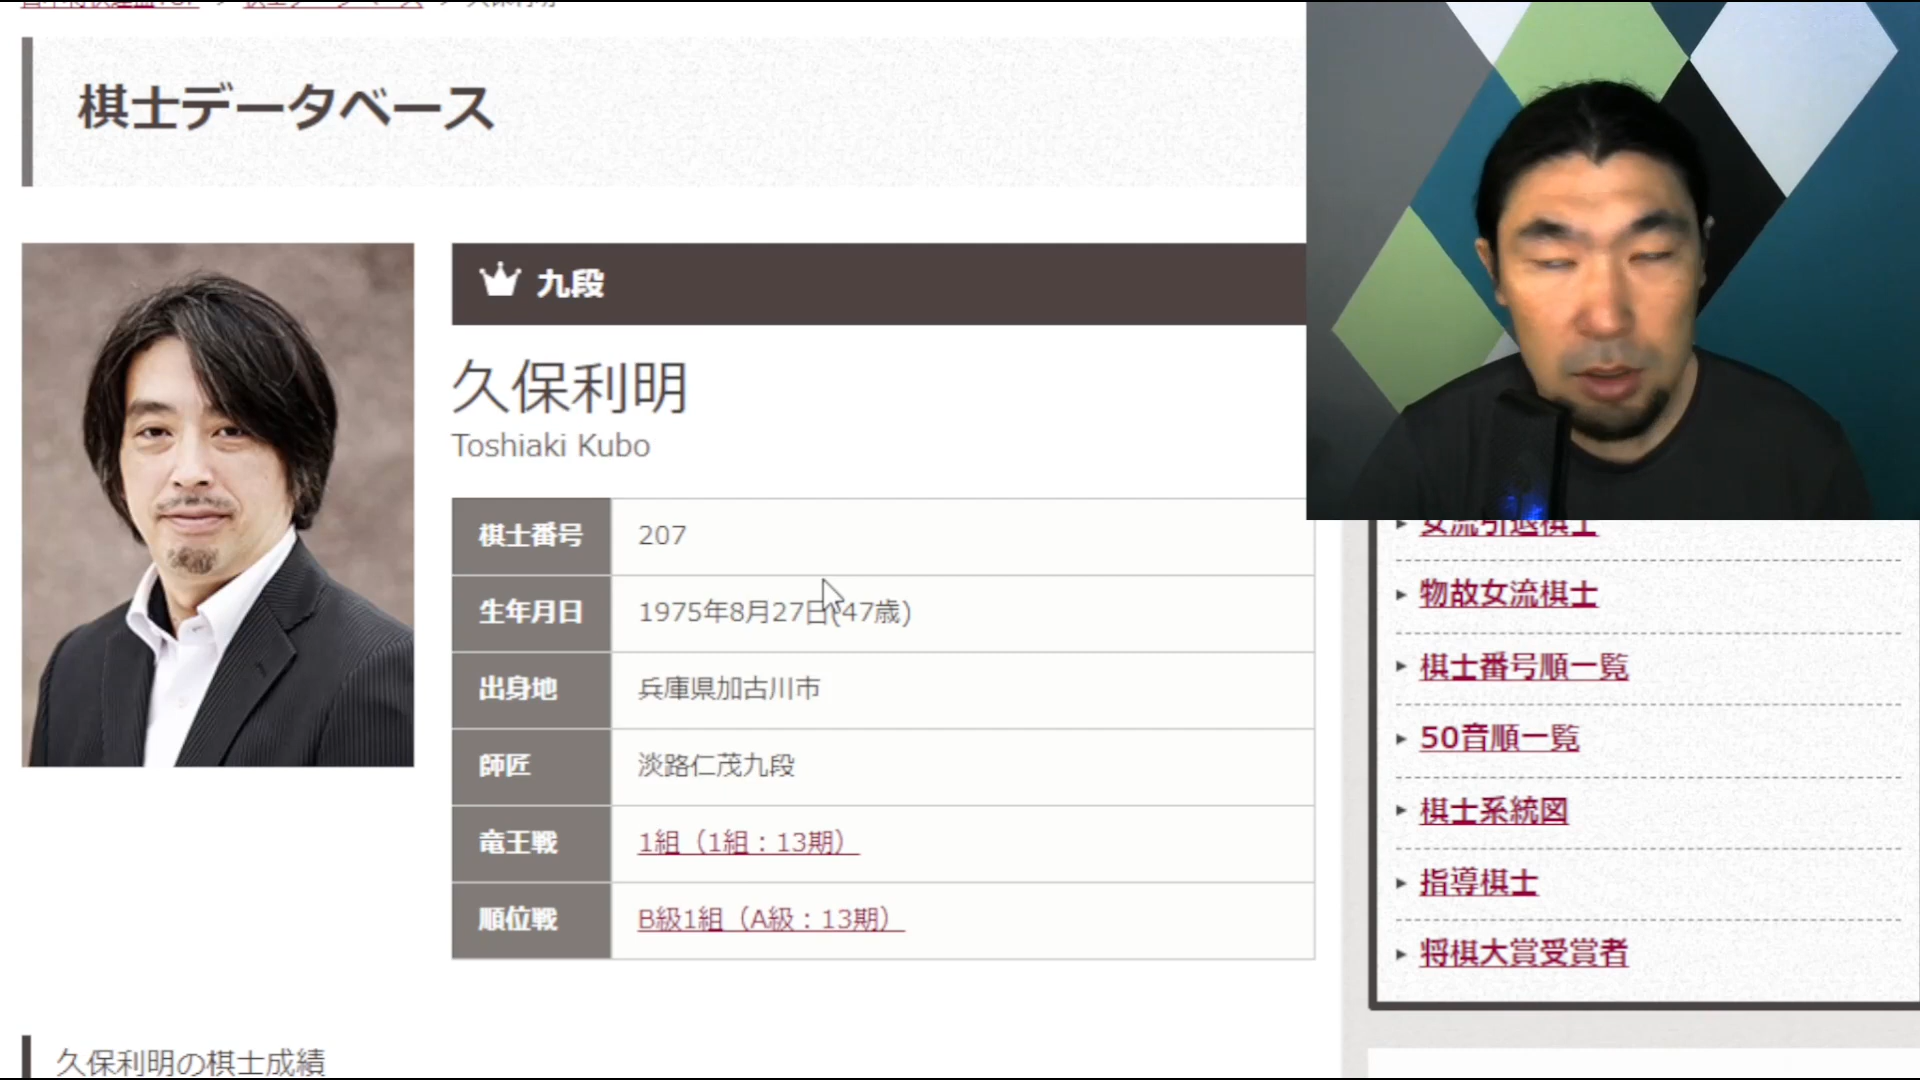 棋士データベース
九段
久保利明
Toshiaki Kubo
棋士番号 207
生年月日 1975年8月27日(47歳)
出身地 兵庫県加古川市
師匠 淡路仁茂九段
竜王戦 1組（1組：13期）
順位戦 B級1組（A級：13期）
久保利明の棋士成績
女流引退棋士
物故女流棋士
棋士番号順一覧
50音順一覧
棋士系統図
指導棋士
将棋大賞受賞者